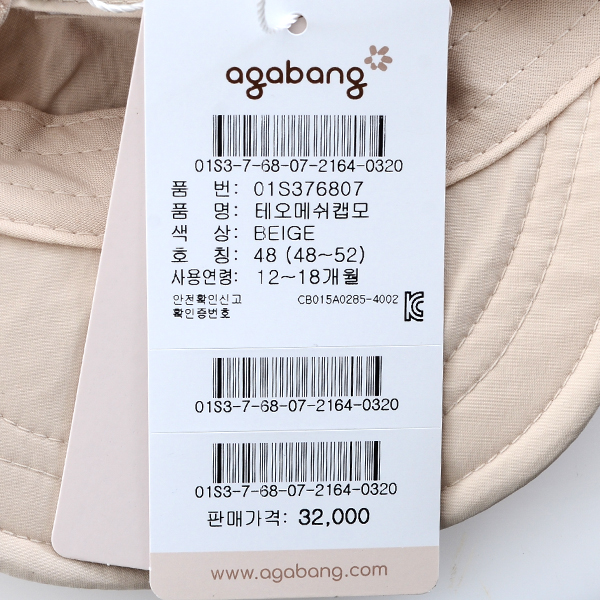 agabang
01S3-7-68-07-2164-0320
품 번: 01S376807
품 명: 테오메쉬캡모
색 상: BEIGE
호 칭: 48 (48~52)
사용연령: 12~18개월
안전확인신고 CB015A0285-4002
확인증번호
01S3-7-68-07-2164-0320
01S3-7-68-07-2164-0320
판매가격: 32,000
www.agabang.com